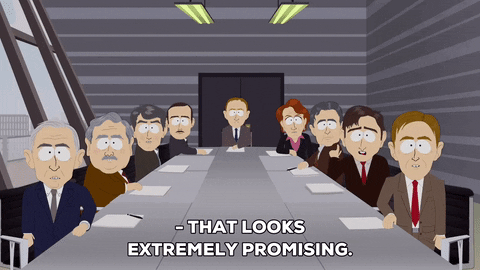 - THAT LOOKS
EXTREMELY PROMISING.